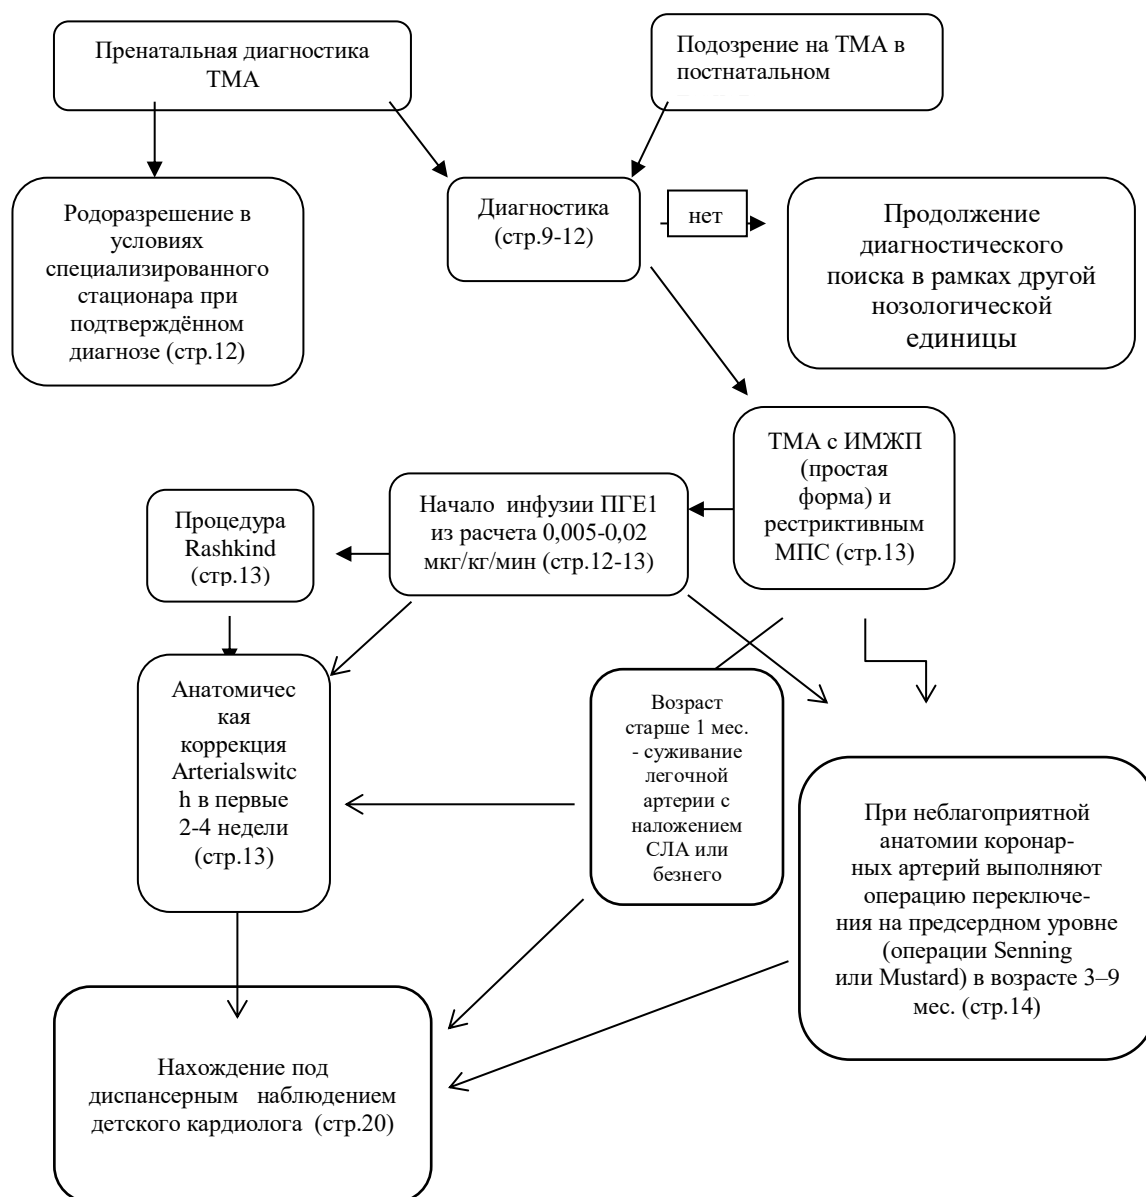 Пренатальная диагностика
ТМА
Подозрение на ТМА в
постнатальном
Родоразрешение в
условиях
специализированного
стационара при
подтверждённом
диагнозе (стр.12)
Диагностика
(стр.9-12)
нет
Продолжение
диагностического
поиска в рамках другой
нозологической
единицы
ТМА с ИМЖП
(простая
форма) и
рестриктивным
МПС (стр.13)
Начало инфузии ПГЕ1
из расчета 0,005-0,02
мкг/кг/мин (стр.12-13)
Процедура
Rashkind
(стр.13)
Анатомичес
кая
коррекция
Arterialswitc
h в первые
2-4 недели
(стр.13)
Возраст
старше 1 мес.
- суживание
легочной
артерии с
наложением
СЛА или
безнего
При неблагоприятной
анатомии коронар-
ных артерий выполняют
операцию переключе-
ния на предсердном уровне
(операции Senning
или Mustard) в возрасте 3–9
мес. (стр.14)
Нахождение под
диспансерным наблюдением
детского кардиолога (стр.20)